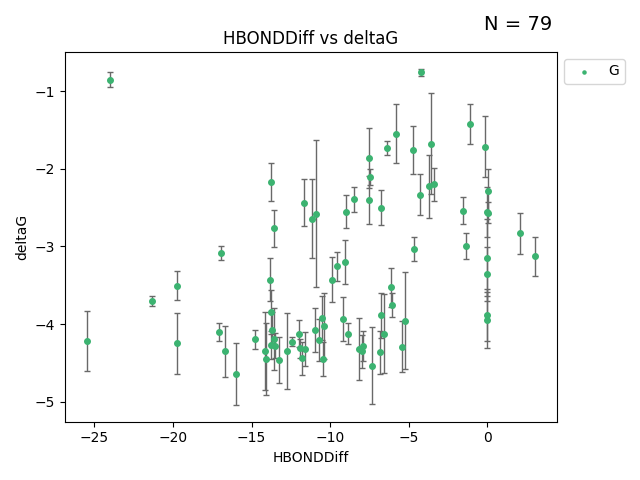 N = 79
HBONDDiff vs deltaG
G
−1
−2
−3
−4
−5
deltaG
−25
−20
−15
−10
−5
0
HBONDDiff